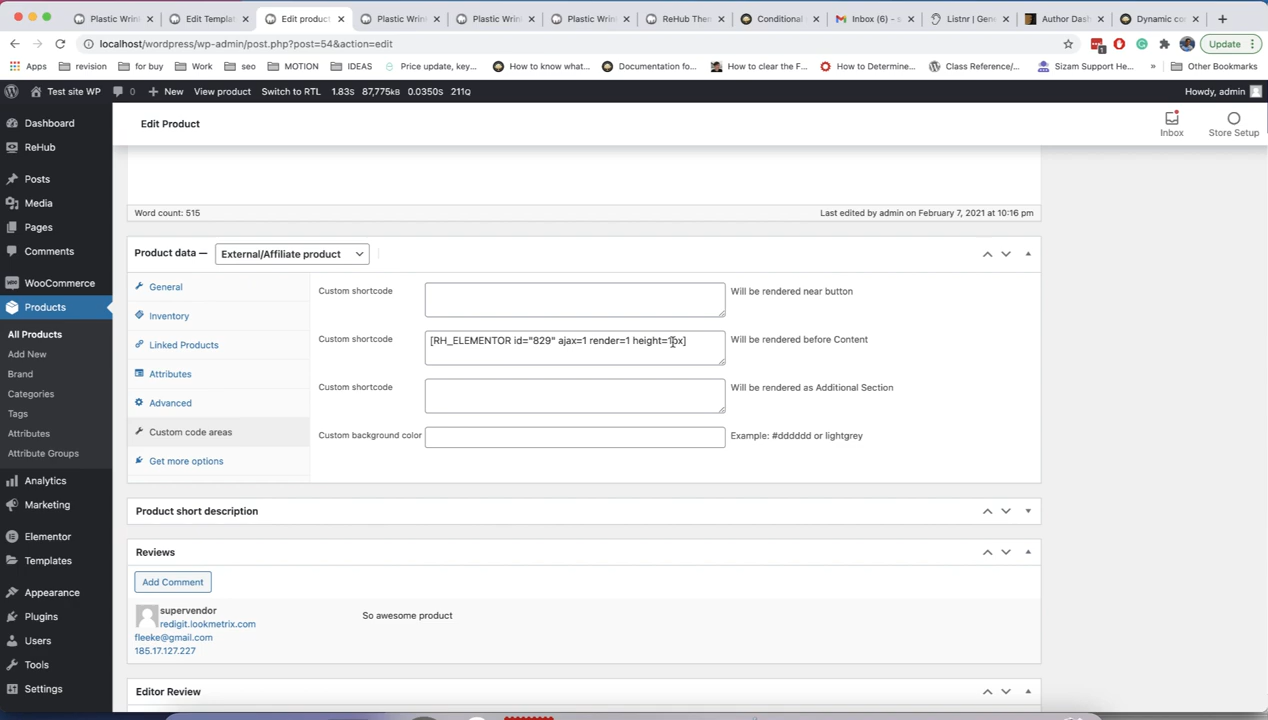 Plastic Wrin
Edit Templat
Edit product
Plastic Wrin
Plastic Wrin
Plastic Wrin
ReHub Them
Conditional
Inbox (6) - s
Listnr | Gene
Author Dash
Dynamic co
localhost/wordpress/wp-admin/post.php?post=54&action=edit
Update
Apps
revision
for buy
Work
seo
MOTION
IDEAS
Price update, key...
How to know what...
Documentation fo...
How to clear the F...
How to Determine...
Class Reference/...
Sizam Support He...
»
Other Bookmarks
Test site WP
0
New
View product
Switch to RTL
1.83s
87,775kB
0.0350s
211Q
Howdy, admin
Dashboard
ReHub
Posts
Media
Pages
Comments
WooCommerce
Products
All Products
Add New
Brand
Categories
Tags
Attributes
Attribute Groups
Analytics
Marketing
Elementor
Templates
Appearance
Plugins
Users
Tools
Settings
Edit Product
Inbox
Store Setup
Word count: 515
Last edited by admin on February 7, 2021 at 10:16 pm
Product data —
External/Affiliate product
General
Inventory
Linked Products
Attributes
Advanced
Custom code areas
Get more options
Custom shortcode
Will be rendered near button
Custom shortcode
[RH_ELEMENTOR id="829" ajax=1 render=1 height=1px]
Will be rendered before Content
Custom shortcode
Will be rendered as Additional Section
Custom background color
Example: #dddddd or lightgrey
Product short description
Reviews
Add Comment
supervendor
redigit.lookmetrix.com
fleeke@gmail.com
185.17.127.227
So awesome product
Editor Review